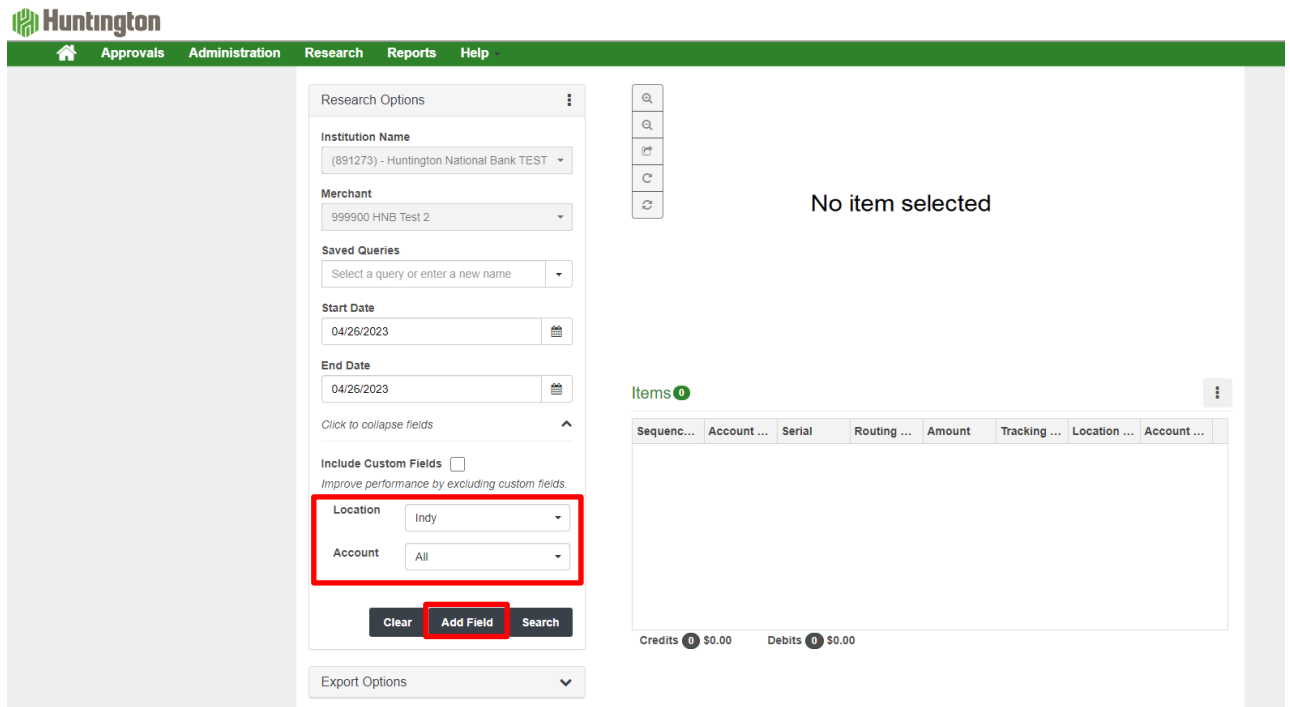 Huntington
Approvals Administration Research Reports Help
Research Options
Institution Name
(891273) - Huntington National Bank TEST
Merchant
999900 HNB Test 2
Saved Queries
Select a query or enter a new name
Start Date
04/26/2023
End Date
04/26/2023
Click to collapse fields
Include Custom Fields
Improve performance by excluding custom fields.
Location Indy
Account All
Clear Add Field Search
Export Options
No item selected
Items 0
Sequenc... Account ... Serial Routing ... Amount Tracking ... Location ... Account ...
Credits 0 $0.00 Debits 0 $0.00